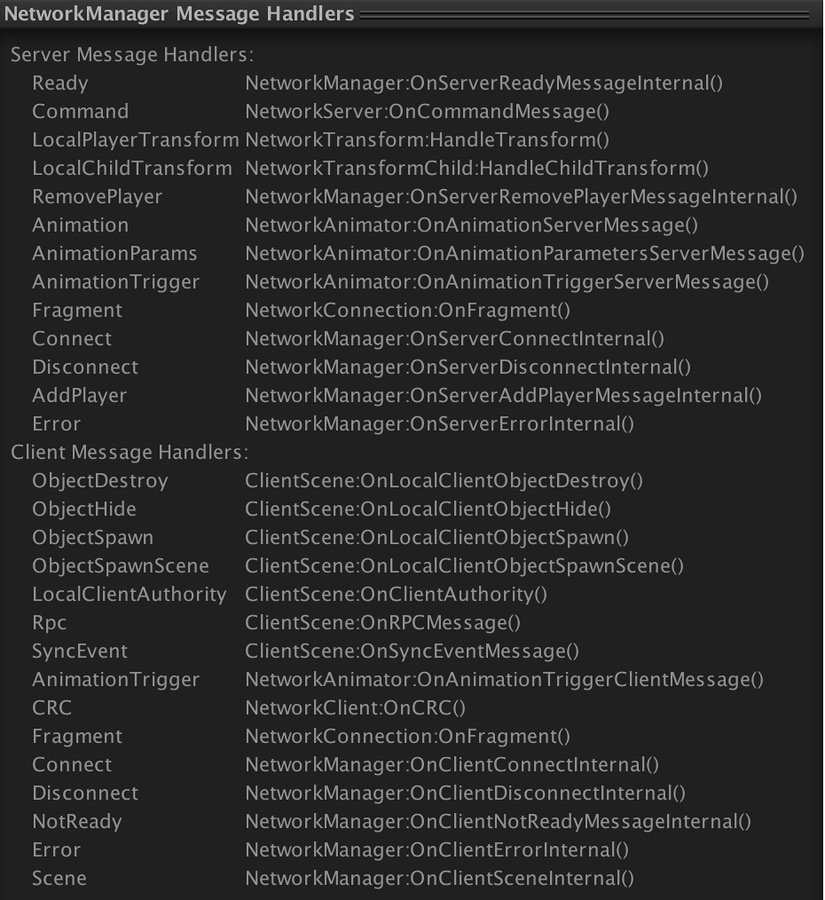 NetworkManager Message Handlers
Server Message Handlers:
Ready NetworkManager:OnServerReadyMessageInternal()
Command NetworkServer:OnCommandMessage()
LocalPlayerTransform NetworkTransform:HandleTransform()
LocalChildTransform NetworkTransformChild:HandleChildTransform()
RemovePlayer NetworkManager:OnServerRemovePlayerMessageInternal()
Animation NetworkAnimator:OnAnimationServerMessage()
AnimationParams NetworkAnimator:OnAnimationParametersServerMessage()
AnimationTrigger NetworkAnimator:OnAnimationTriggerServerMessage()
Fragment NetworkConnection:OnFragment()
Connect NetworkManager:OnServerConnectInternal()
Disconnect NetworkManager:OnServerDisconnectInternal()
AddPlayer NetworkManager:OnServerAddPlayerMessageInternal()
Error NetworkManager:OnServerErrorInternal()
Client Message Handlers:
ObjectDestroy ClientScene:OnLocalClientObjectDestroy()
ObjectHide ClientScene:OnLocalClientObjectHide()
ObjectSpawn ClientScene:OnLocalClientObjectSpawn()
ObjectSpawnScene ClientScene:OnLocalClientObjectSpawnScene()
LocalClientAuthority ClientScene:OnClientAuthority()
Rpc ClientScene:OnRPCMessage()
SyncEvent ClientScene:OnSyncEventMessage()
AnimationTrigger NetworkAnimator:OnAnimationTriggerClientMessage()
CRC NetworkClient:OnCRC()
Fragment NetworkConnection:OnFragment()
Connect NetworkManager:OnClientConnectInternal()
Disconnect NetworkManager:OnClientDisconnectInternal()
NotReady NetworkManager:OnClientNotReadyMessageInternal()
Error NetworkManager:OnClientErrorInternal()
Scene NetworkManager:OnClientSceneInternal()